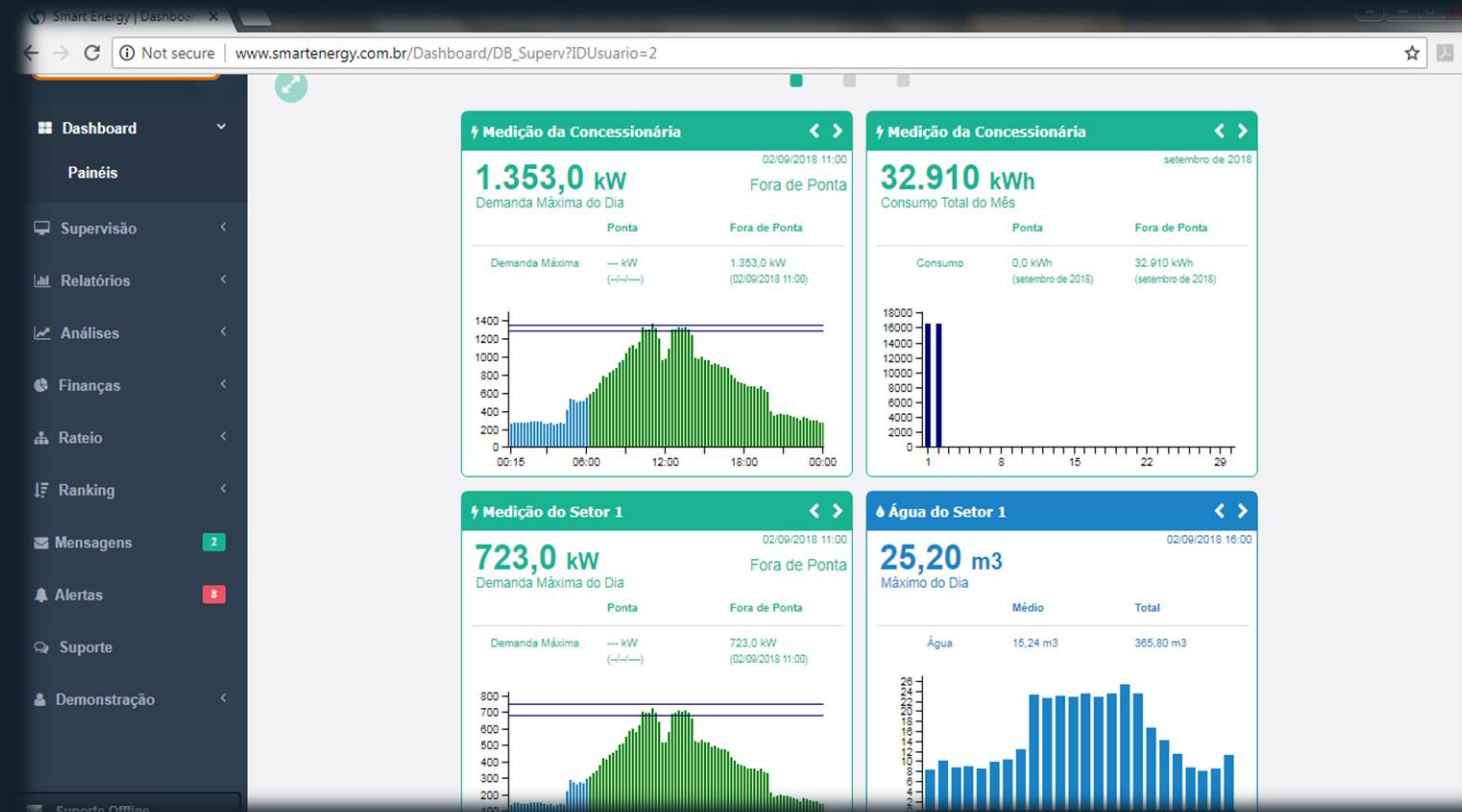 Smart Energy | Dashboar
Not secure | www.smartenergy.com.br/Dashboard/DB_Superv?IDUsuario=2
Dashboard
Painéis
Supervisão
Relatórios
Análises
Finanças
Rateio
Ranking
Mensagens 2
Alertas 8
Suporte
Demonstração
Suporte Offline
Medição da Concessionária
02/09/2018 11:00
1.353,0 kW
Fora de Ponta
Demanda Máxima do Dia
Ponta Fora de Ponta
Demanda Máxima --- kW 1.353,0 kW
(--/--/----) (02/09/2018 11:00)
1400
1200
1000
800
600
400
200
0
00:15 06:00 12:00 18:00 00:00
Medição da Concessionária
setembro de 2018
32.910 kWh
Consumo Total do Mês
Ponta Fora de Ponta
Consumo 0,0 kWh 32.910 kWh
(setembro de 2018) (setembro de 2018)
18000
16000
14000
12000
10000
8000
6000
4000
2000
0
1 8 15 22 29
Medição do Setor 1
02/09/2018 11:00
723,0 kW
Fora de Ponta
Demanda Máxima do Dia
Ponta Fora de Ponta
Demanda Máxima --- kW 723,0 kW
(--/--/----) (02/09/2018 11:00)
800
700
600
500
400
300
200
100
Água do Setor 1
02/09/2018 16:00
25,20 m3
Máximo do Dia
Médio Total
Água 15,24 m3 365,80 m3
26
24
22
20
18
16
14
12
10
8
6
4
2